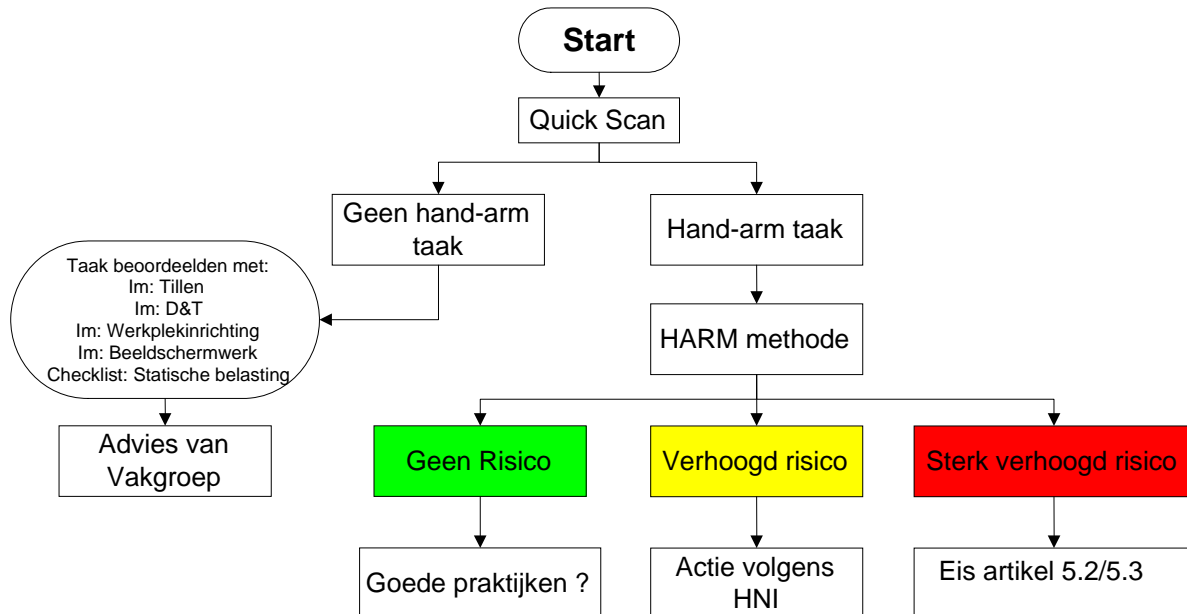 Start
Quick Scan
Geen hand-arm
taak
Hand-arm taak
Taak beoordeelden met:
Im: Tillen
Im: D&T
Im: Werkplekinrichting
Im: Beeldschermwerk
Checklist: Statische belasting
HARM methode
Advies van
Vakgroep
Geen Risico
Verhoogd risico
Sterk verhoogd risico
Goede praktijken ?
Actie volgens
HNI
Eis artikel 5.2/5.3